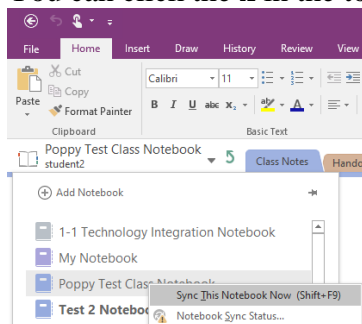 File Home Insert Draw History Review View
Cut
Copy
Paste
Format Painter
Calibri 11
B I U abc x₂ A
Clipboard Basic Text
Poppy Test Class Notebook
student2
Class Notes
Add Notebook
1-1 Technology Integration Notebook
My Notebook
Poppy Test Class
Sync This Notebook Now (Shift+F9)
Test 2
Notebook Sync Status...